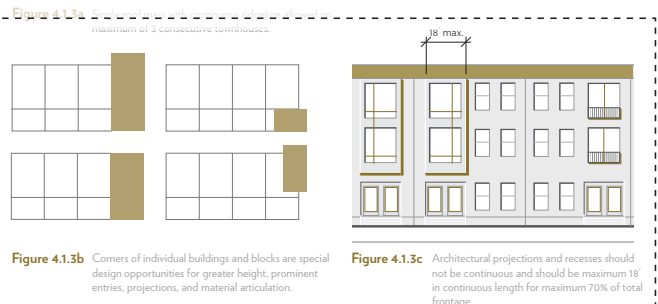 Figure 4.1.3a Single roof mass with continuous ridgeline allowed on
maximum of 3 consecutive townhouses.
18 max.
Figure 4.1.3b Corners of individual buildings and blocks are special
design opportunities for greater height, prominent
entries, projections, and material articulation.
Figure 4.1.3c Architectural projections and recesses should
not be continuous and should be maximum 18'
in continuous length for maximum 70% of total
frontage